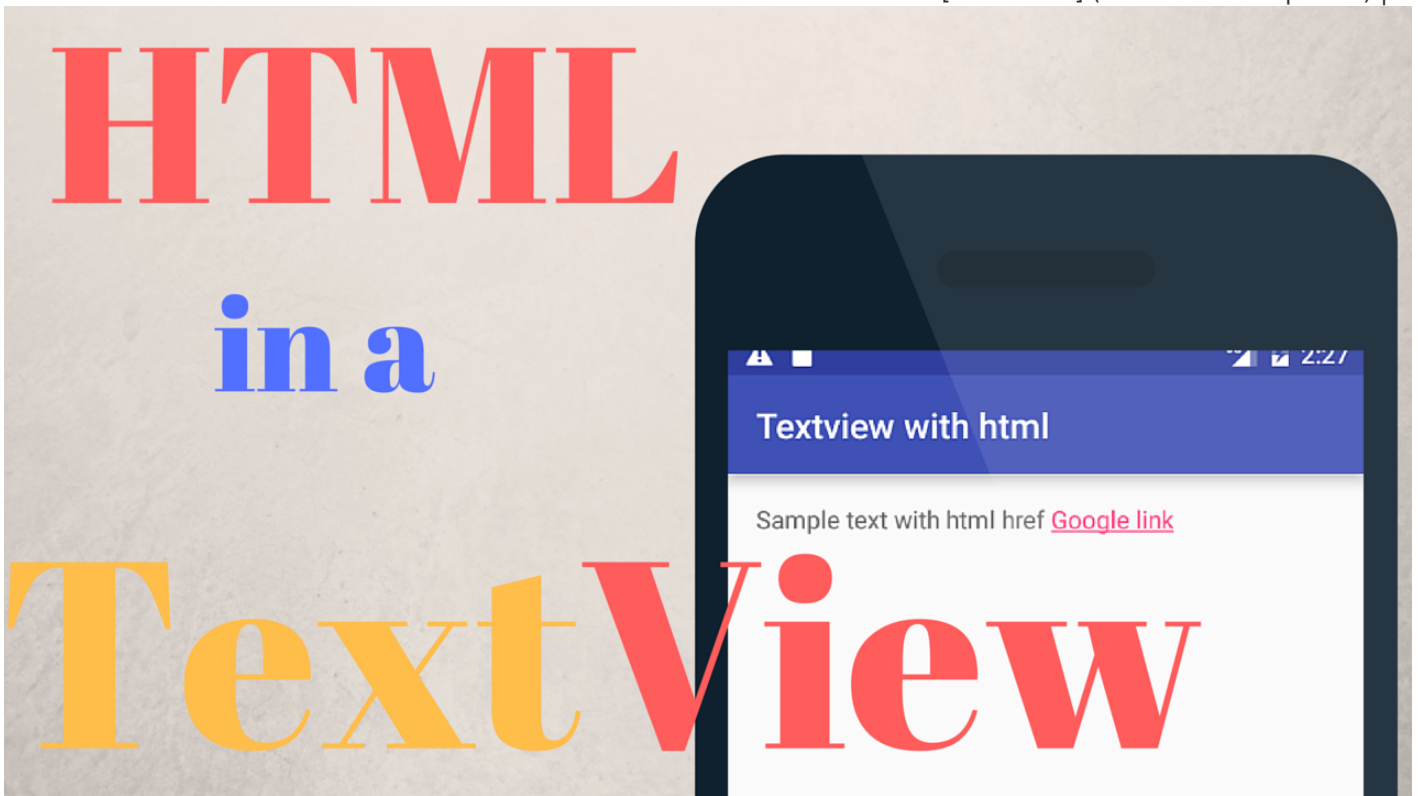 HTML
in a
2:27
Textview with html
Sample text with html href Google link
TextView